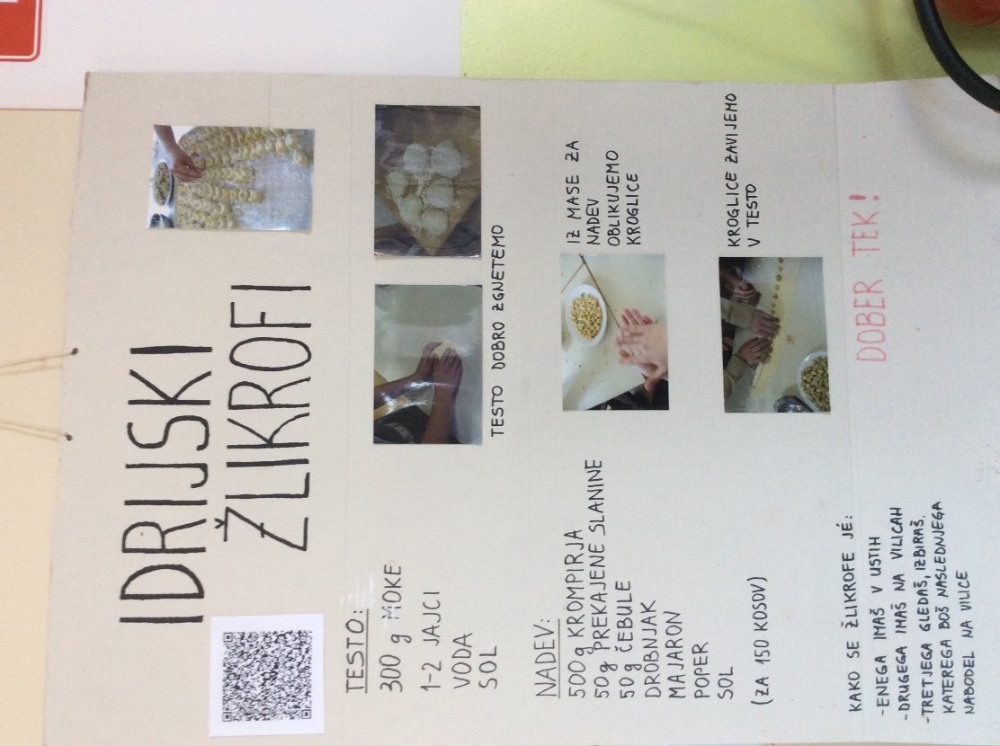 IDRIJSKI
ŽLIKROFI
TESTO:
300 g MOKE
1-2 JAJCI
VODA
SOL
TESTO DOBRO ZGNETEMO
NADEV:
500 g KROMPIRJA
50 g PREKAJENE SLANINE
50 g ČEBULE
DROBNJAK
MAJARON
POPER
SOL
(ZA 150 KOSOV)
IZ MASE ZA
NADEV
OBLIKUJEMO
KROGLICE
KROGLICE ZAVIJEMO
V TESTO
KAKO SE ŽLIKROFE JÉ:
-ENEGA IMAŠ V USTIH
-DRUGEGA IMAŠ NA VILICAH
-TRETJEGA GLEDAŠ, IZBIRAŠ,
KATEREGA BOŠ NASLEDNJEGA
NABODEL NA VILICE
DOBER TEK!